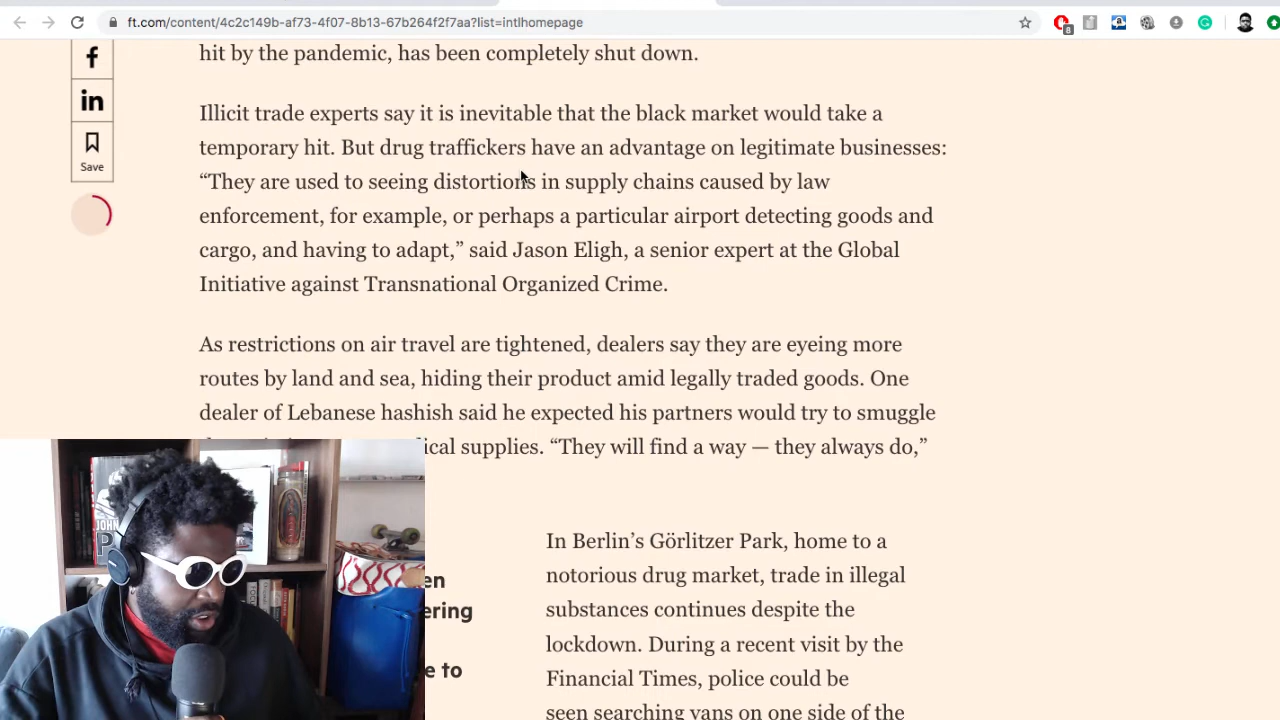 ft.com/content/4c2c149b-af73-4f07-8b13-67b264f2f7aa?list=intlhomepage
8
hit by the pandemic, has been completely shut down.
in
Save
Illicit trade experts say it is inevitable that the black market would take a
temporary hit. But drug traffickers have an advantage on legitimate businesses:
“They are used to seeing distortions in supply chains caused by law
enforcement, for example, or perhaps a particular airport detecting goods and
cargo, and having to adapt,” said Jason Eligh, a senior expert at the Global
Initiative against Transnational Organized Crime.
As restrictions on air travel are tightened, dealers say they are eyeing more
routes by land and sea, hiding their product amid legally traded goods. One
dealer of Lebanese hashish said he expected his partners would try to smuggle
supplies. “They will find a way — they always do,”
JOHN
en
ering
e to
In Berlin’s Görlitzer Park, home to a
notorious drug market, trade in illegal
substances continues despite the
lockdown. During a recent visit by the
Financial Times, police could be
seen searching vans on one side of the